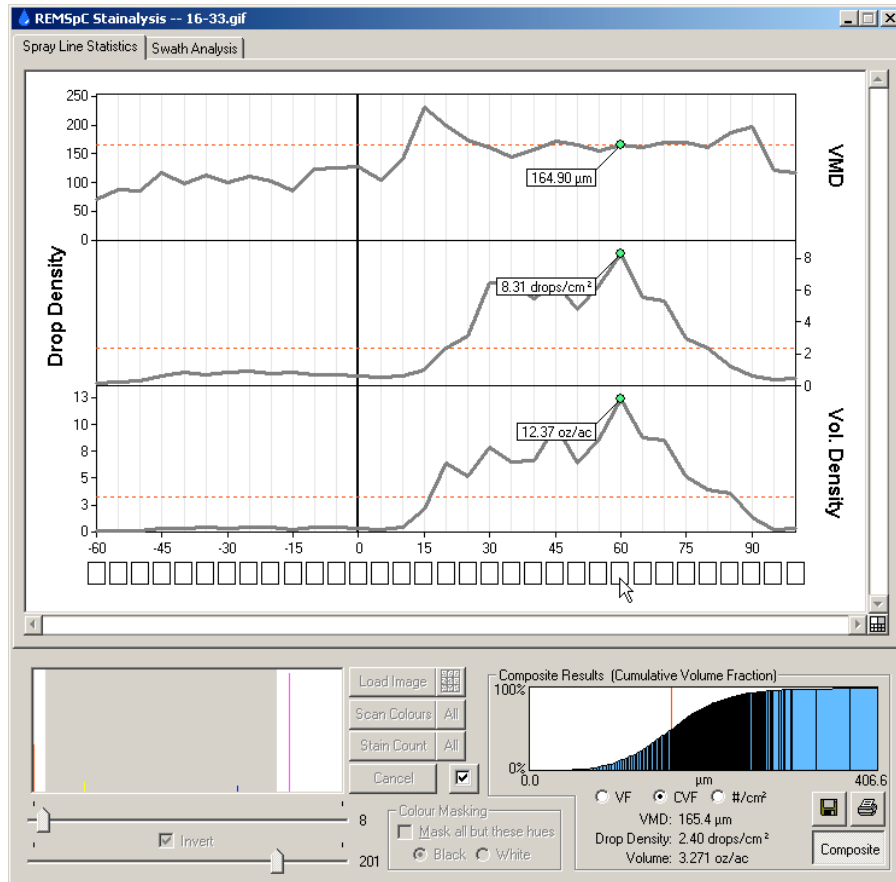 REMSpC Stainalysis -- 16-33.gif
Spray Line Statistics
Swath Analysis
250
200
150
100
50
0
VMD
164.90 µm
Drop Density
8
6
4
2
0
8.31 drops/cm²
13
10
8
5
3
0
Vol. Density
12.37 oz/ac
-60 -45 -30 -15 0 15 30 45 60 75 90
Load Image
Scan Colours All
Stain Count All
Cancel
8
Invert
201
Colour Masking
Mask all but these hues
Black White
Composite Results (Cumulative Volume Fraction)
100%
0%
0.0 µm 406.6
VF CVF #/cm²
VMD: 165.4 µm
Drop Density: 2.40 drops/cm²
Volume: 3.271 oz/ac
Composite